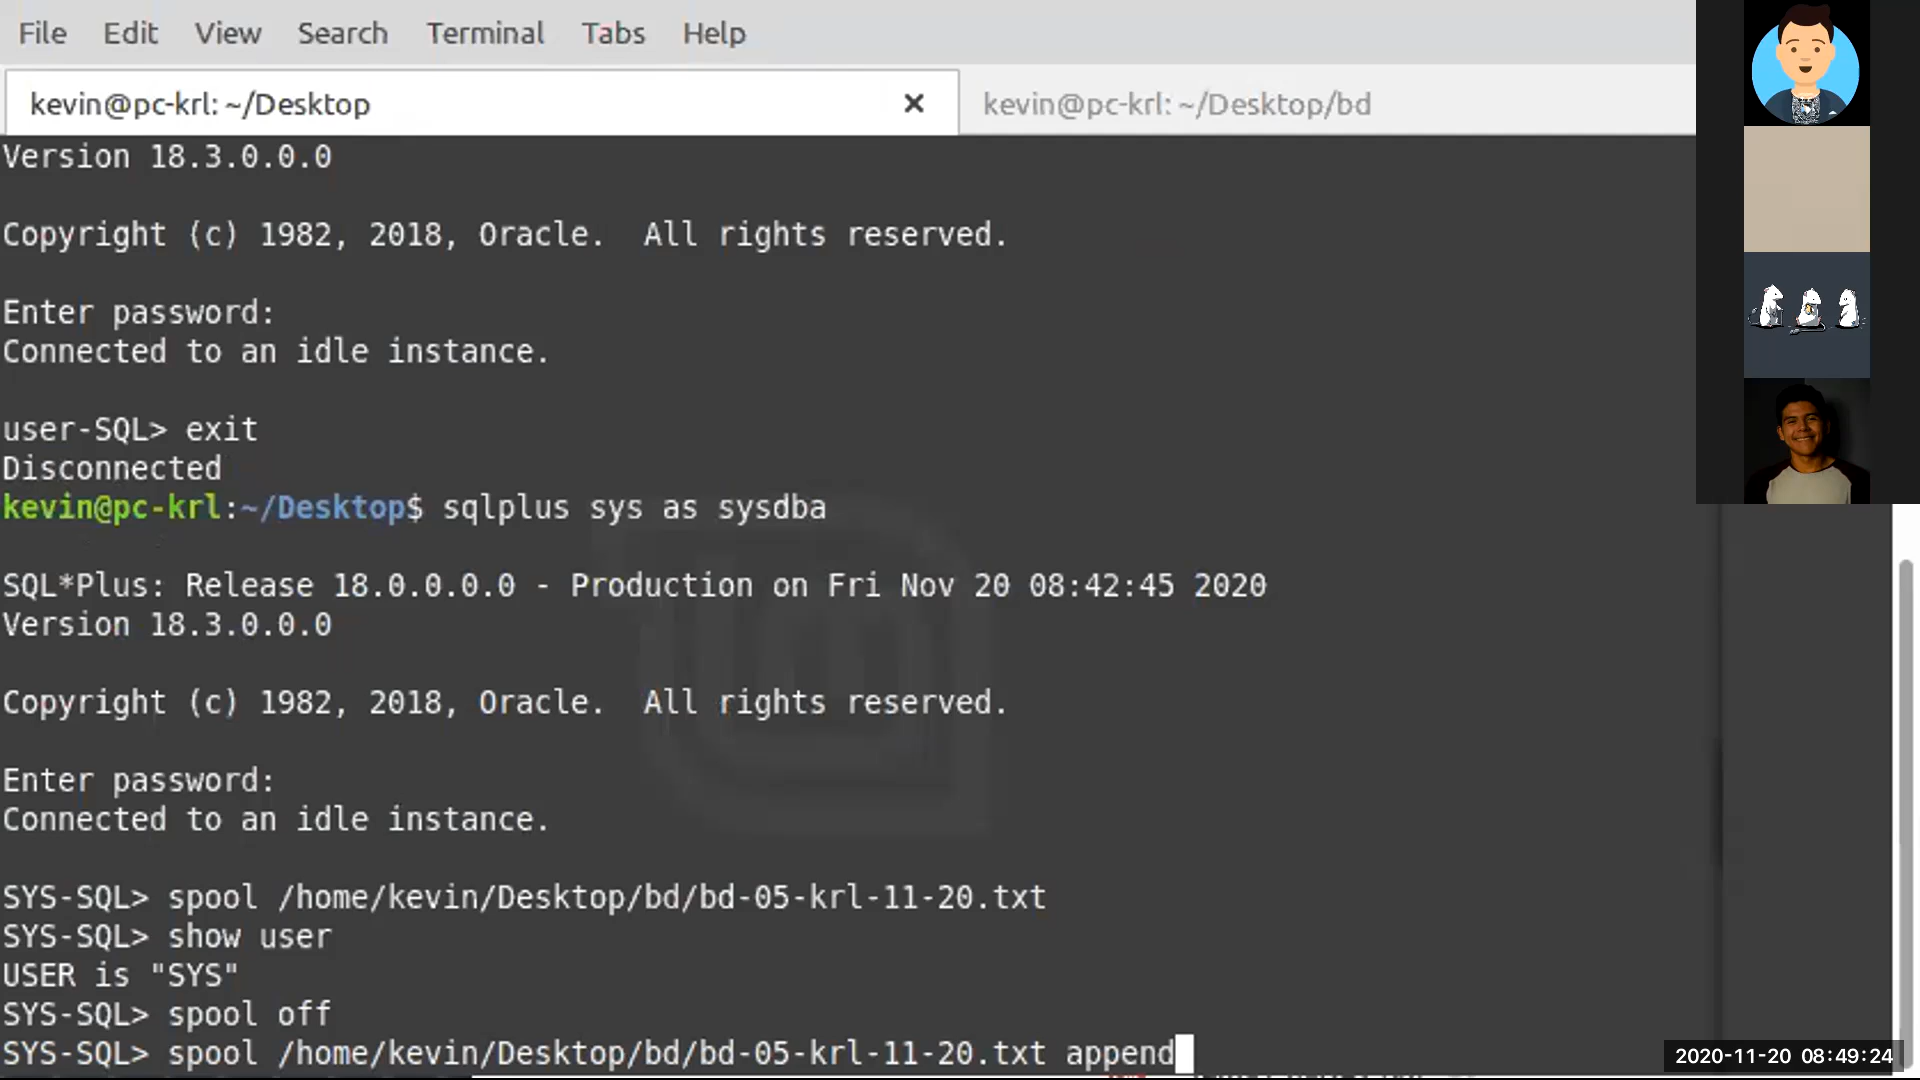 File Edit View Search Terminal Tabs Help
kevin@pc-krl: ~/Desktop × kevin@pc-krl: ~/Desktop/bd
Version 18.3.0.0.0
Copyright (c) 1982, 2018, Oracle.  All rights reserved.
Enter password:
Connected to an idle instance.
user-SQL> exit
Disconnected
kevin@pc-krl:~/Desktop$ sqlplus sys as sysdba
SQL*Plus: Release 18.0.0.0.0 - Production on Fri Nov 20 08:42:45 2020
Version 18.3.0.0.0
Copyright (c) 1982, 2018, Oracle.  All rights reserved.
Enter password:
Connected to an idle instance.
SYS-SQL> spool /home/kevin/Desktop/bd/bd-05-krl-11-20.txt
SYS-SQL> show user
USER is "SYS"
SYS-SQL> spool off
SYS-SQL> spool /home/kevin/Desktop/bd/bd-05-krl-11-20.txt append
2020-11-20 08:49:24